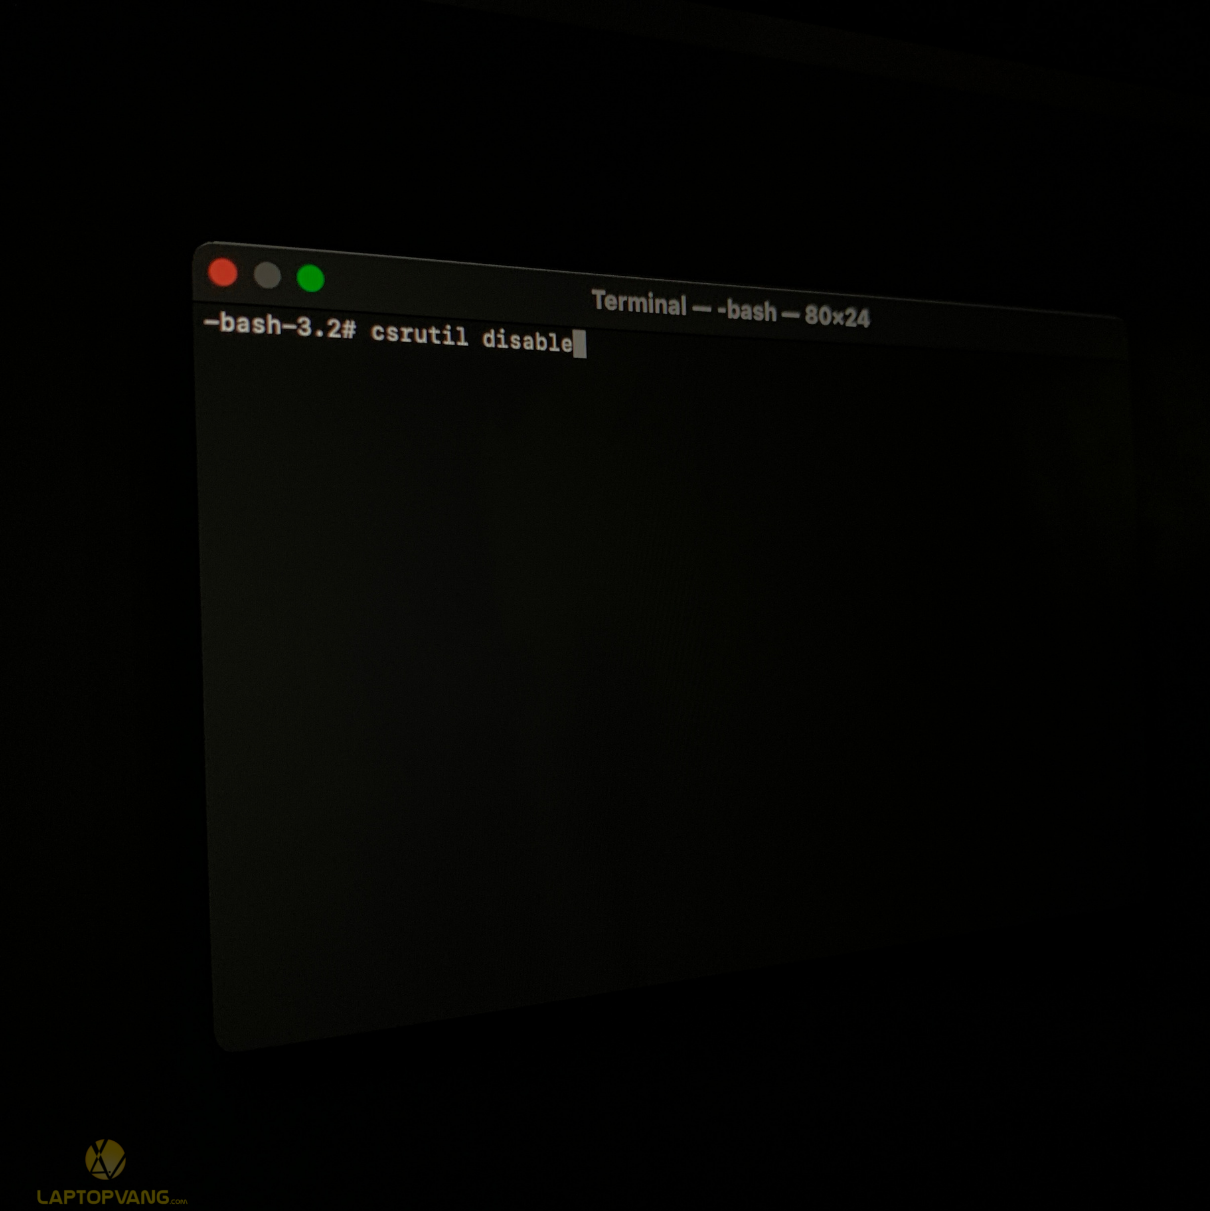 Terminal — -bash — 80×24
-bash-3.2# csrutil disable
LAPTOPVANG.com